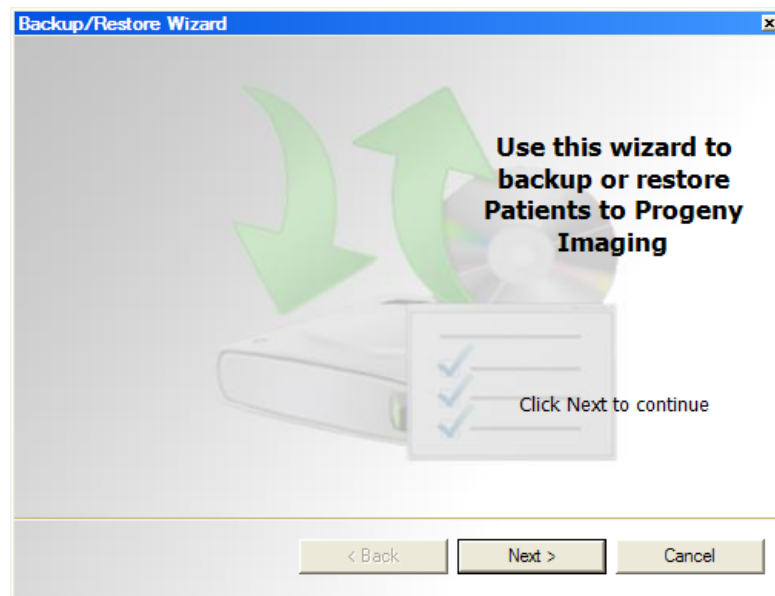 Backup/Restore Wizard
Use this wizard to
backup or restore
Patients to Progeny
Imaging
Click Next to continue
< Back
Next >
Cancel